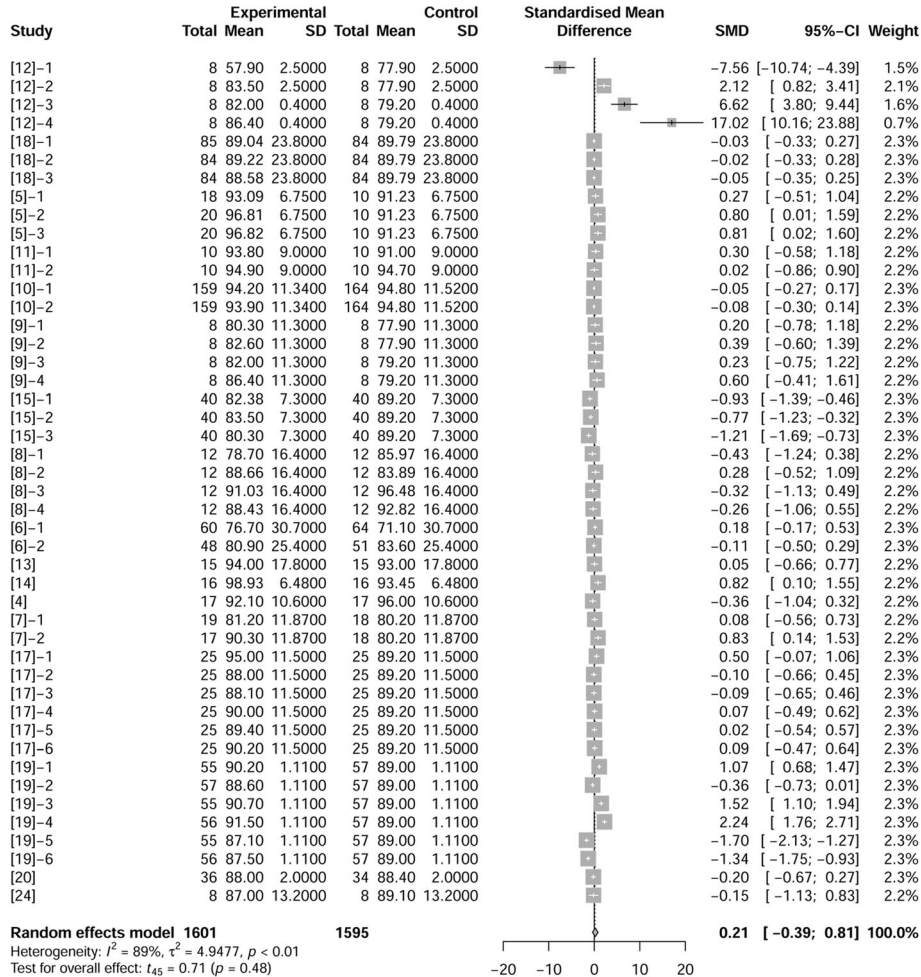 Experimental Control Standardised Mean
Study Total Mean SD Total Mean SD Difference SMD 95%−CI Weight
[12]−1 8 57.90 2.5000 8 77.90 2.5000 −7.56 [−10.74; −4.39] 1.5%
[12]−2 8 83.50 2.5000 8 77.90 2.5000 2.12 [ 0.82; 3.41] 2.1%
[12]−3 8 82.00 0.4000 8 79.20 0.4000 6.62 [ 3.80; 9.44] 1.6%
[12]−4 8 86.40 0.4000 8 79.20 0.4000 17.02 [ 10.16; 23.88] 0.7%
[18]−1 85 89.04 23.8000 84 89.79 23.8000 −0.03 [ −0.33; 0.27] 2.3%
[18]−2 84 89.22 23.8000 84 89.79 23.8000 −0.02 [ −0.33; 0.28] 2.3%
[18]−3 84 88.58 23.8000 84 89.79 23.8000 −0.05 [ −0.35; 0.25] 2.3%
[5]−1 18 93.09 6.7500 10 91.23 6.7500 0.27 [ −0.51; 1.04] 2.2%
[5]−2 20 96.81 6.7500 10 91.23 6.7500 0.80 [ 0.01; 1.59] 2.2%
[5]−3 20 96.82 6.7500 10 91.23 6.7500 0.81 [ 0.02; 1.60] 2.2%
[11]−1 10 93.80 9.0000 10 91.00 9.0000 0.30 [ −0.58; 1.18] 2.2%
[11]−2 10 94.90 9.0000 10 94.70 9.0000 0.02 [ −0.86; 0.90] 2.2%
[10]−1 159 94.20 11.3400 164 94.80 11.5200 −0.05 [ −0.27; 0.17] 2.3%
[10]−2 159 93.90 11.3400 164 94.80 11.5200 −0.08 [ −0.30; 0.14] 2.3%
[9]−1 8 80.30 11.3000 8 77.90 11.3000 0.20 [ −0.78; 1.18] 2.2%
[9]−2 8 82.60 11.3000 8 77.90 11.3000 0.39 [ −0.60; 1.39] 2.2%
[9]−3 8 82.00 11.3000 8 79.20 11.3000 0.23 [ −0.75; 1.22] 2.2%
[9]−4 8 86.40 11.3000 8 79.20 11.3000 0.60 [ −0.41; 1.61] 2.2%
[15]−1 40 82.38 7.3000 40 89.20 7.3000 −0.93 [ −1.39; −0.46] 2.3%
[15]−2 40 83.50 7.3000 40 89.20 7.3000 −0.77 [ −1.23; −0.32] 2.3%
[15]−3 40 80.30 7.3000 40 89.20 7.3000 −1.21 [ −1.69; −0.73] 2.3%
[8]−1 12 78.70 16.4000 12 85.97 16.4000 −0.43 [ −1.24; 0.38] 2.2%
[8]−2 12 88.66 16.4000 12 83.89 16.4000 0.28 [ −0.52; 1.09] 2.2%
[8]−3 12 91.03 16.4000 12 96.48 16.4000 −0.32 [ −1.13; 0.49] 2.2%
[8]−4 12 88.43 16.4000 12 92.82 16.4000 −0.26 [ −1.06; 0.55] 2.2%
[6]−1 60 76.70 30.7000 64 71.10 30.7000 0.18 [ −0.17; 0.53] 2.3%
[6]−2 48 80.90 25.4000 51 83.60 25.4000 −0.11 [ −0.50; 0.29] 2.3%
[13] 15 94.00 17.8000 15 93.00 17.8000 0.05 [ −0.66; 0.77] 2.2%
[14] 16 98.93 6.4800 16 93.45 6.4800 0.82 [ 0.10; 1.55] 2.2%
[4] 17 92.10 10.6000 17 96.00 10.6000 −0.36 [ −1.04; 0.32] 2.2%
[7]−1 19 81.20 11.8700 18 80.20 11.8700 0.08 [ −0.56; 0.73] 2.2%
[7]−2 17 90.30 11.8700 18 80.20 11.8700 0.83 [ 0.14; 1.53] 2.2%
[17]−1 25 95.00 11.5000 25 89.20 11.5000 0.50 [ −0.07; 1.06] 2.3%
[17]−2 25 88.00 11.5000 25 89.20 11.5000 −0.10 [ −0.66; 0.45] 2.3%
[17]−3 25 88.10 11.5000 25 89.20 11.5000 −0.09 [ −0.65; 0.46] 2.3%
[17]−4 25 90.00 11.5000 25 89.20 11.5000 0.07 [ −0.49; 0.62] 2.3%
[17]−5 25 89.40 11.5000 25 89.20 11.5000 0.02 [ −0.54; 0.57] 2.3%
[17]−6 25 90.20 11.5000 25 89.20 11.5000 0.09 [ −0.47; 0.64] 2.3%
[19]−1 55 90.20 1.1100 57 89.00 1.1100 1.07 [ 0.68; 1.47] 2.3%
[19]−2 57 88.60 1.1100 57 89.00 1.1100 −0.36 [ −0.73; 0.01] 2.3%
[19]−3 55 90.70 1.1100 57 89.00 1.1100 1.52 [ 1.10; 1.94] 2.3%
[19]−4 56 91.50 1.1100 57 89.00 1.1100 2.24 [ 1.76; 2.71] 2.3%
[19]−5 55 87.10 1.1100 57 89.00 1.1100 −1.70 [ −2.13; −1.27] 2.3%
[19]−6 56 87.50 1.1100 57 89.00 1.1100 −1.34 [ −1.75; −0.93] 2.3%
[20] 36 88.00 2.0000 34 88.40 2.0000 −0.20 [ −0.67; 0.27] 2.3%
[24] 8 87.00 13.2000 8 89.10 13.2000 −0.15 [ −1.13; 0.83] 2.2%
Random effects model 1601 1595 0.21 [ −0.39; 0.81] 100.0%
Heterogeneity: I² = 89%, τ² = 4.9477, p < 0.01
Test for overall effect: t₄₅ = 0.71 (p = 0.48)
−20 −10 0 10 20